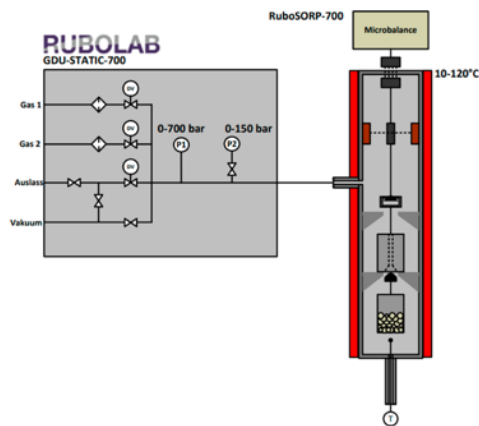 RuboSORP-700
Microbalance
RUBOLAB
GDU-STATIC-700
10-120°C
DV
Gas 1
DV
Gas 2
0-700 bar
0-150 bar
P1
P2
DV
Auslass
Vakuum
T